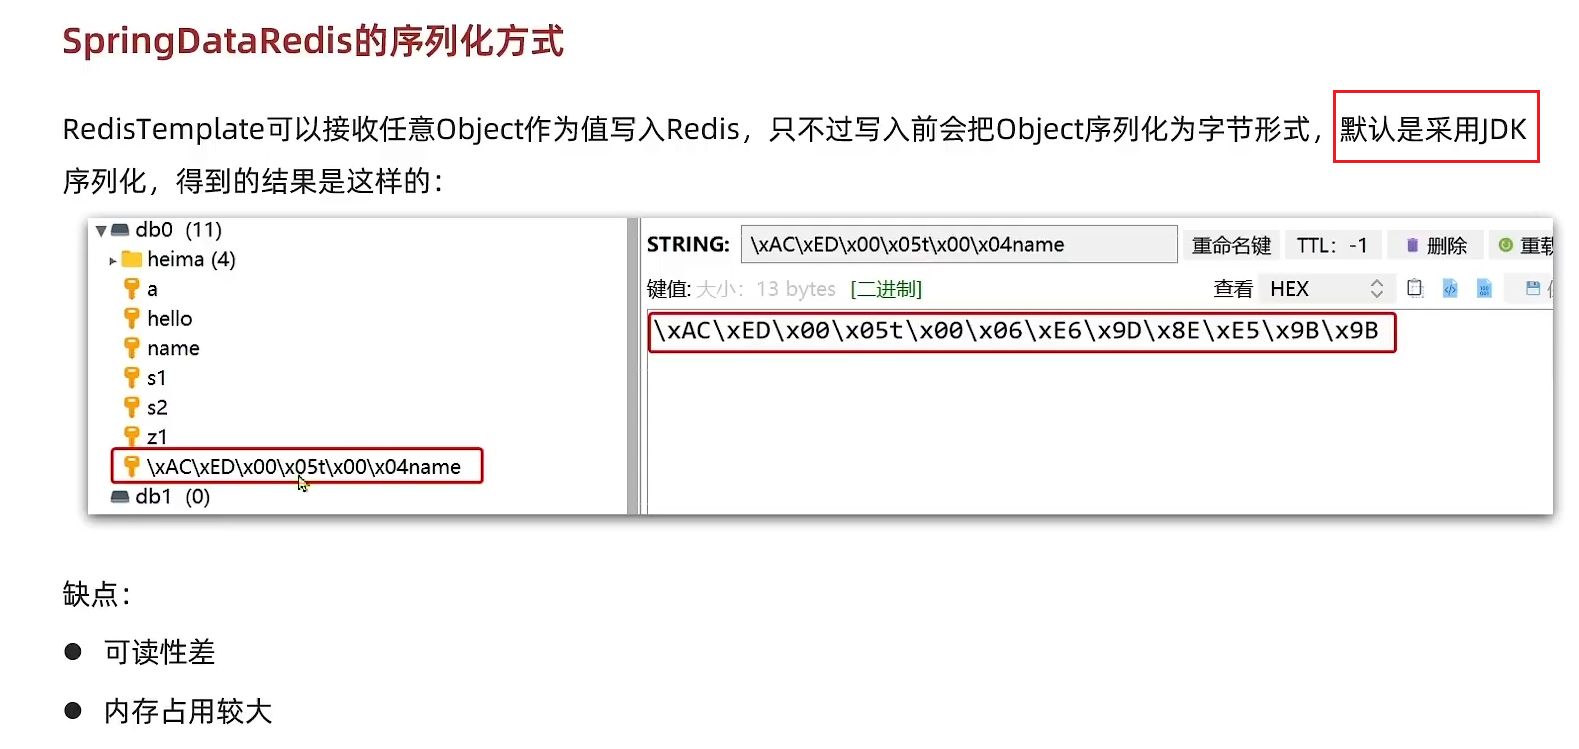 SpringDataRedis的序列化方式
RedisTemplate可以接收任意Object作为值写入Redis，只不过写入前会把Object序列化为字节形式，默认是采用JDK
序列化，得到的结果是这样的：
db0 (11)
heima (4)
a
hello
name
s1
s2
z1
\xAC\xED\x00\x05t\x00\x04name
db1 (0)
STRING: \xAC\xED\x00\x05t\x00\x04name 重命名键 TTL: -1 删除 重载
键值: 大小: 13 bytes [二进制] 查看 HEX
\xAC\xED\x00\x05t\x00\x06\xE6\x9D\x8E\xE5\x9B\x9B
缺点：
● 可读性差
● 内存占用较大